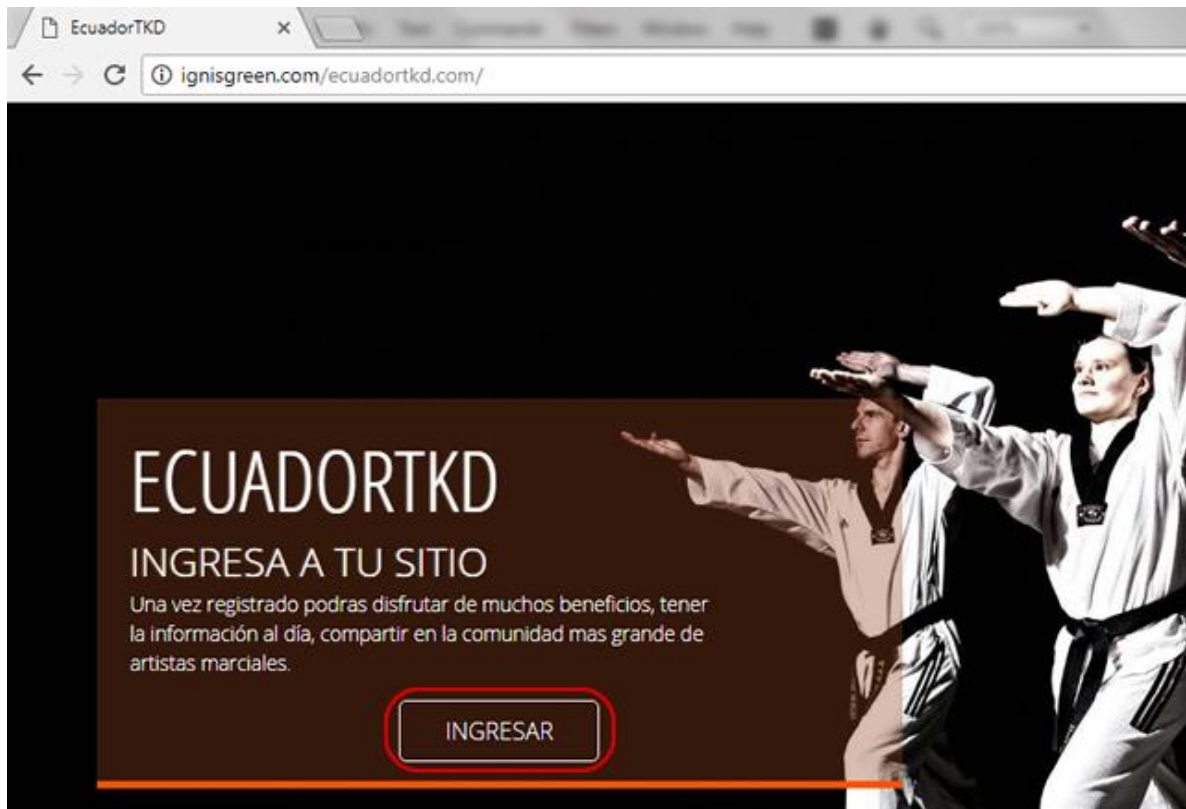 EcuadorTKD
ignisgreen.com/ecuadortkd.com/
ECUADORTKD
INGRESA A TU SITIO
Una vez registrado podras disfrutar de muchos beneficios, tener
la información al día, compartir en la comunidad mas grande de
artistas marciales.
INGRESAR